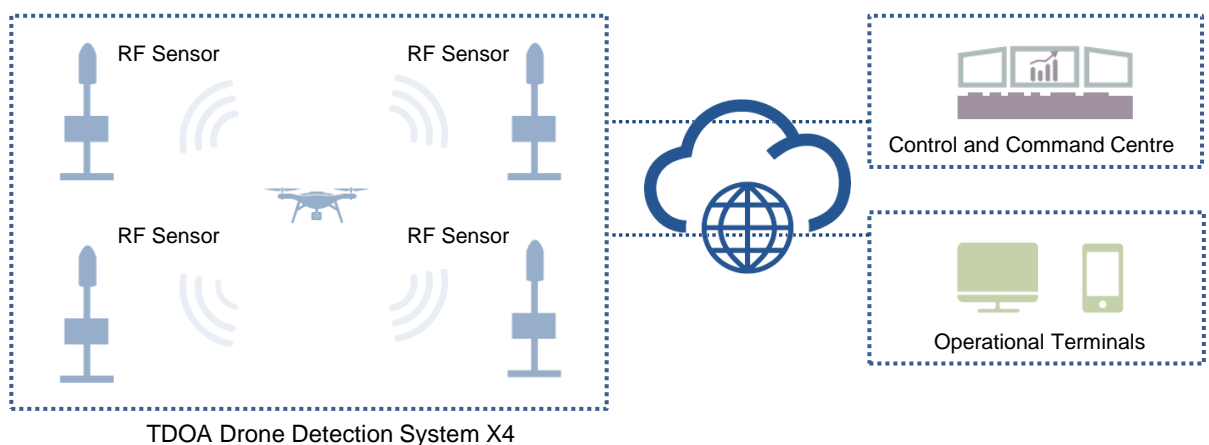 RF Sensor
RF Sensor
RF Sensor
RF Sensor
TDOA Drone Detection System X4
Control and Command Centre
Operational Terminals